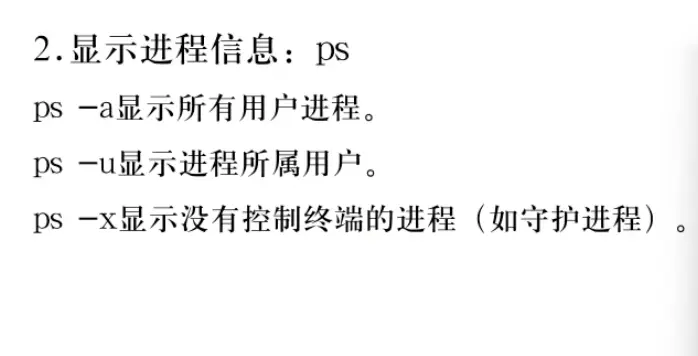 2.显示进程信息：ps
ps -a显示所有用户进程。
ps -u显示进程所属用户。
ps -x显示没有控制终端的进程（如守护进程）。